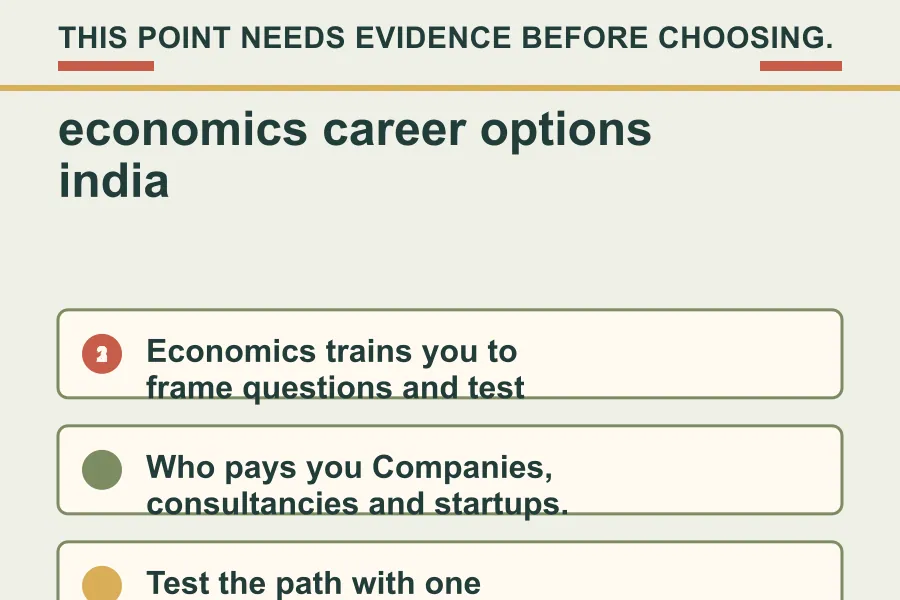 THIS POINT NEEDS EVIDENCE BEFORE CHOOSING.
economics career options
india
Economics trains you to
frame questions and test
Who pays you Companies,
consultancies and startups.
Test the path with one